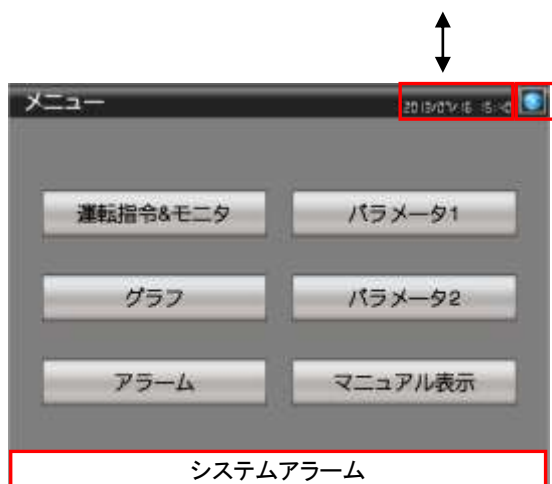 メニュー
運転指令&モニタ
パラメータ1
グラフ
パラメータ2
アラーム
マニュアル表示
システムアラーム